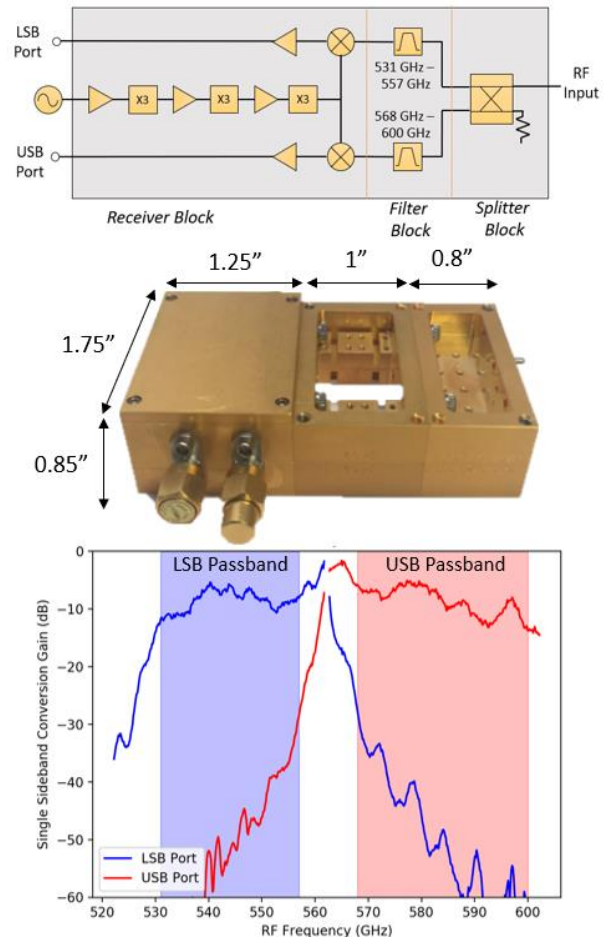 LSB
Port
531 GHz –
557 GHz
X3
X3
X3
RF
Input
568 GHz –
600 GHz
USB
Port
Receiver Block
Filter
Block
Splitter
Block
1.25”
1”
0.8”
1.75”
0.85”
LSB Passband
USB Passband
Single Sideband Conversion Gain (dB)
0
−10
−20
−30
−40
−50
−60
LSB Port
USB Port
520
530
540
550
560
570
580
590
600
RF Frequency (GHz)